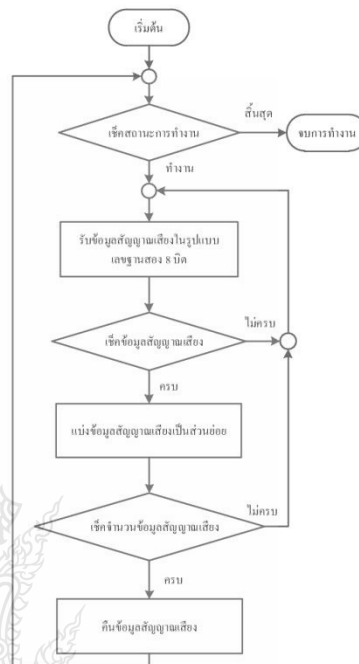 เริ่มต้น
เช็คสถานะการทำงาน
สิ้นสุด
จบการทำงาน
ทำงาน
รับข้อมูลสัญญาณเสียงในรูปแบบ
เลขฐานสอง 8 บิต
เช็คข้อมูลสัญญาณเสียง
ไม่ครบ
ครบ
แบ่งข้อมูลสัญญาณเสียงเป็นส่วนย่อย
เช็คจำนวนข้อมูลสัญญาณเสียง
ไม่ครบ
ครบ
คืนข้อมูลสัญญาณเสียง